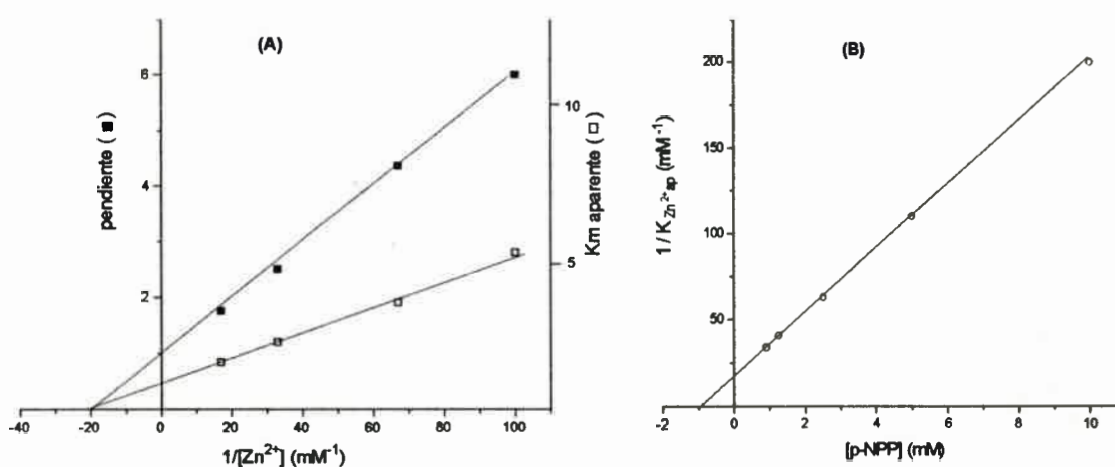 (A)
6
4
2
pendiente (■)
10
5
Km aparente (□)
-40 -20 0 20 40 60 80 100
1/[Zn²⁺] (mM⁻¹)
(B)
200
150
100
50
1 / K Zn²⁺ap (mM⁻¹)
-2 0 2 4 6 8 10
[p-NPP] (mM)